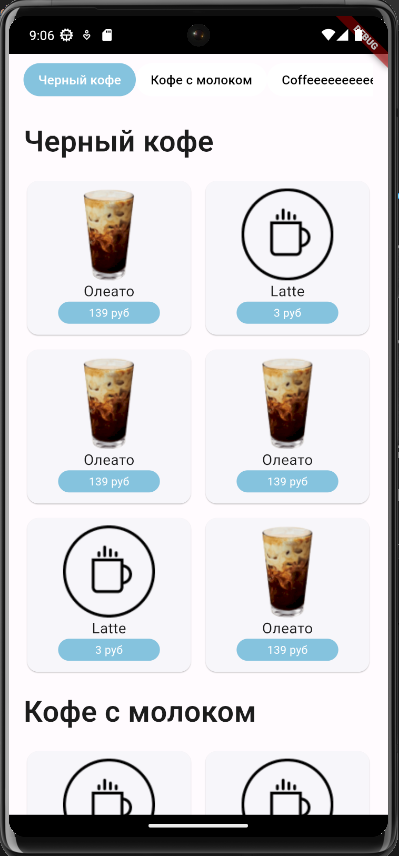 9:06
DEBUG
Черный кофе
Кофе с молоком
Coffeeeeeeeeee
Черный кофе
Олеато
Latte
139 руб
3 руб
Олеато
Олеато
139 руб
139 руб
Latte
Олеато
3 руб
139 руб
Кофе с молоком